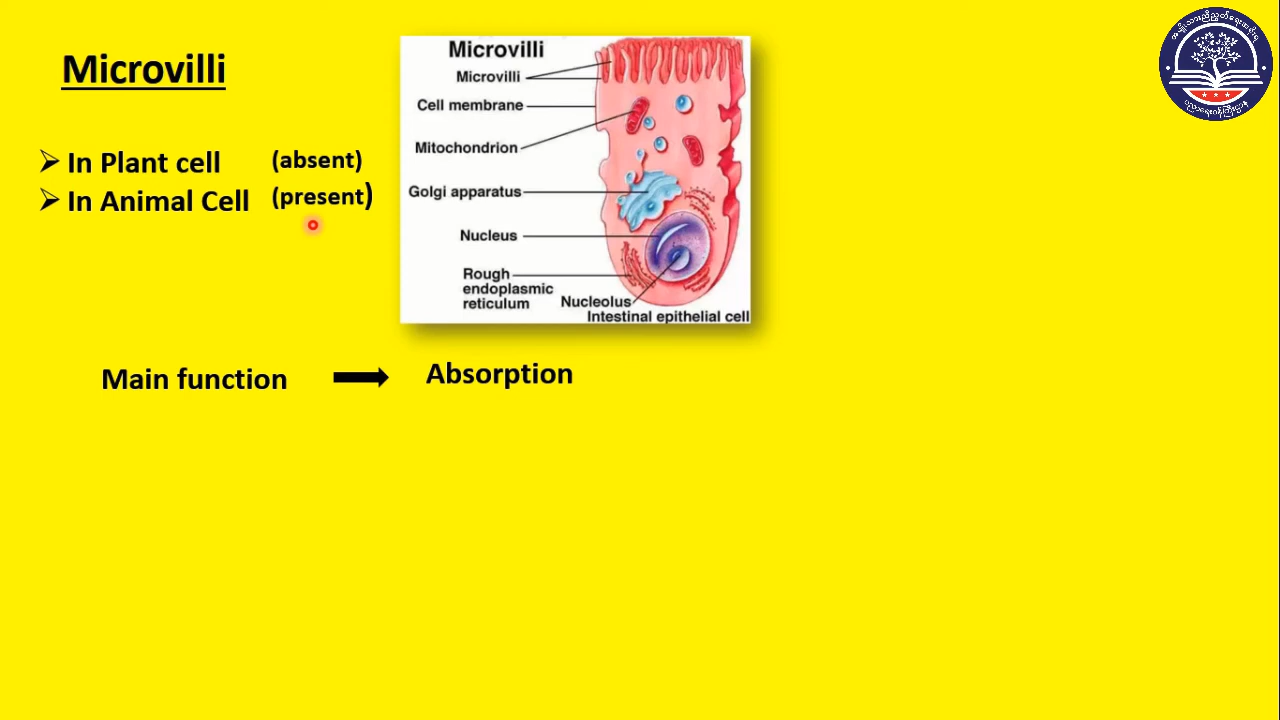 Microvilli
➢ In Plant cell (absent)
➢ In Animal Cell (present)
Microvilli
Microvilli
Cell membrane
Mitochondrion
Golgi apparatus
Nucleus
Rough
endoplasmic
reticulum
Nucleolus
Intestinal epithelial cell
Main function → Absorption